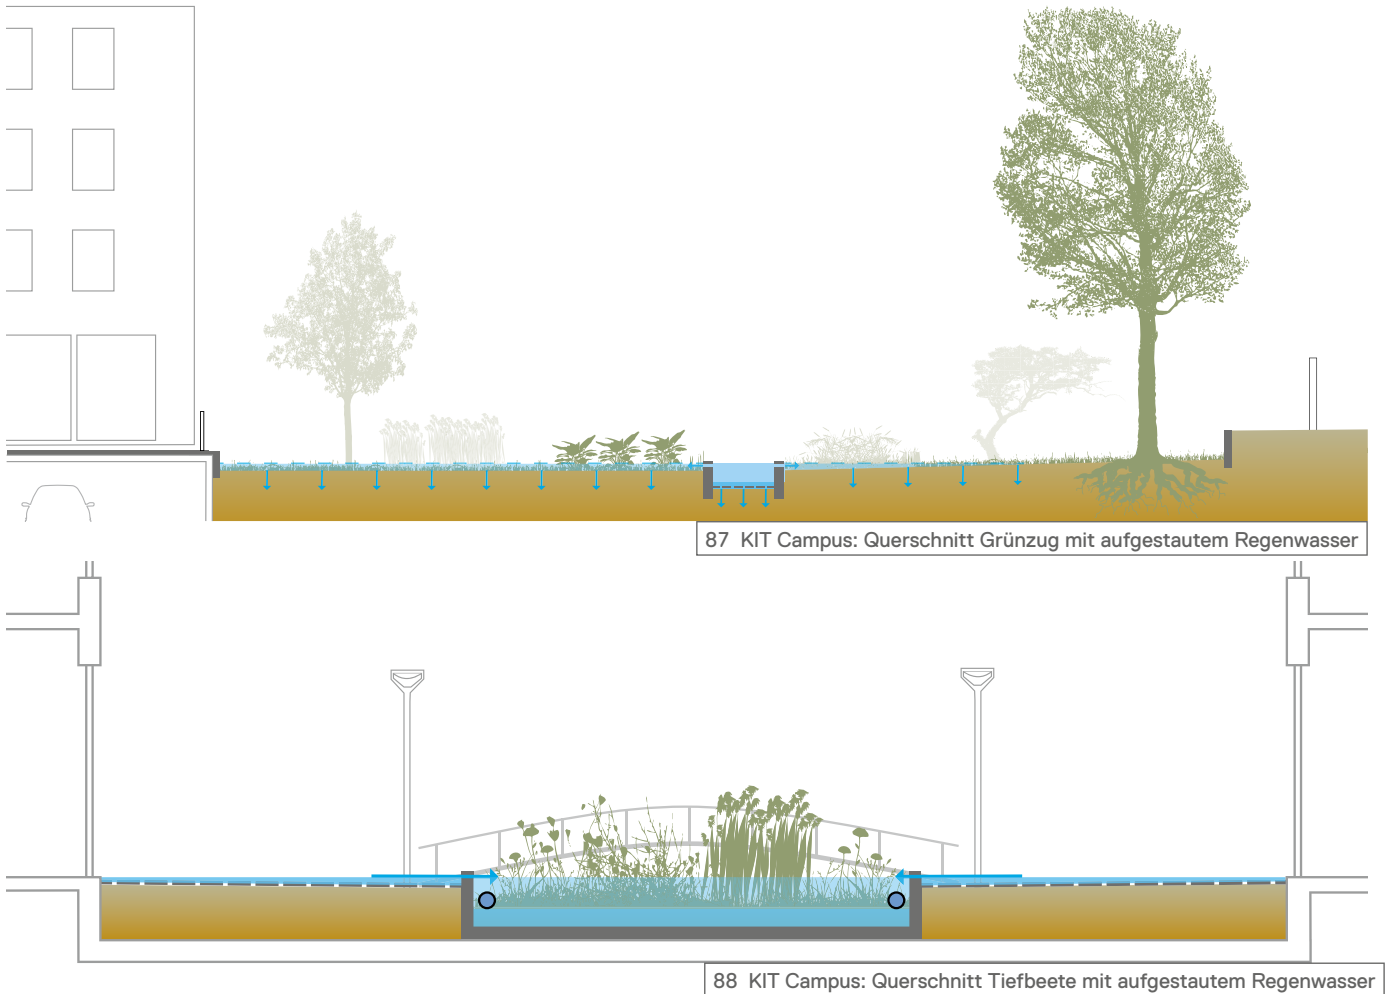 87 KIT Campus: Querschnitt Grünzug mit aufgestautem Regenwasser
88 KIT Campus: Querschnitt Tiefbeete mit aufgestautem Regenwasser